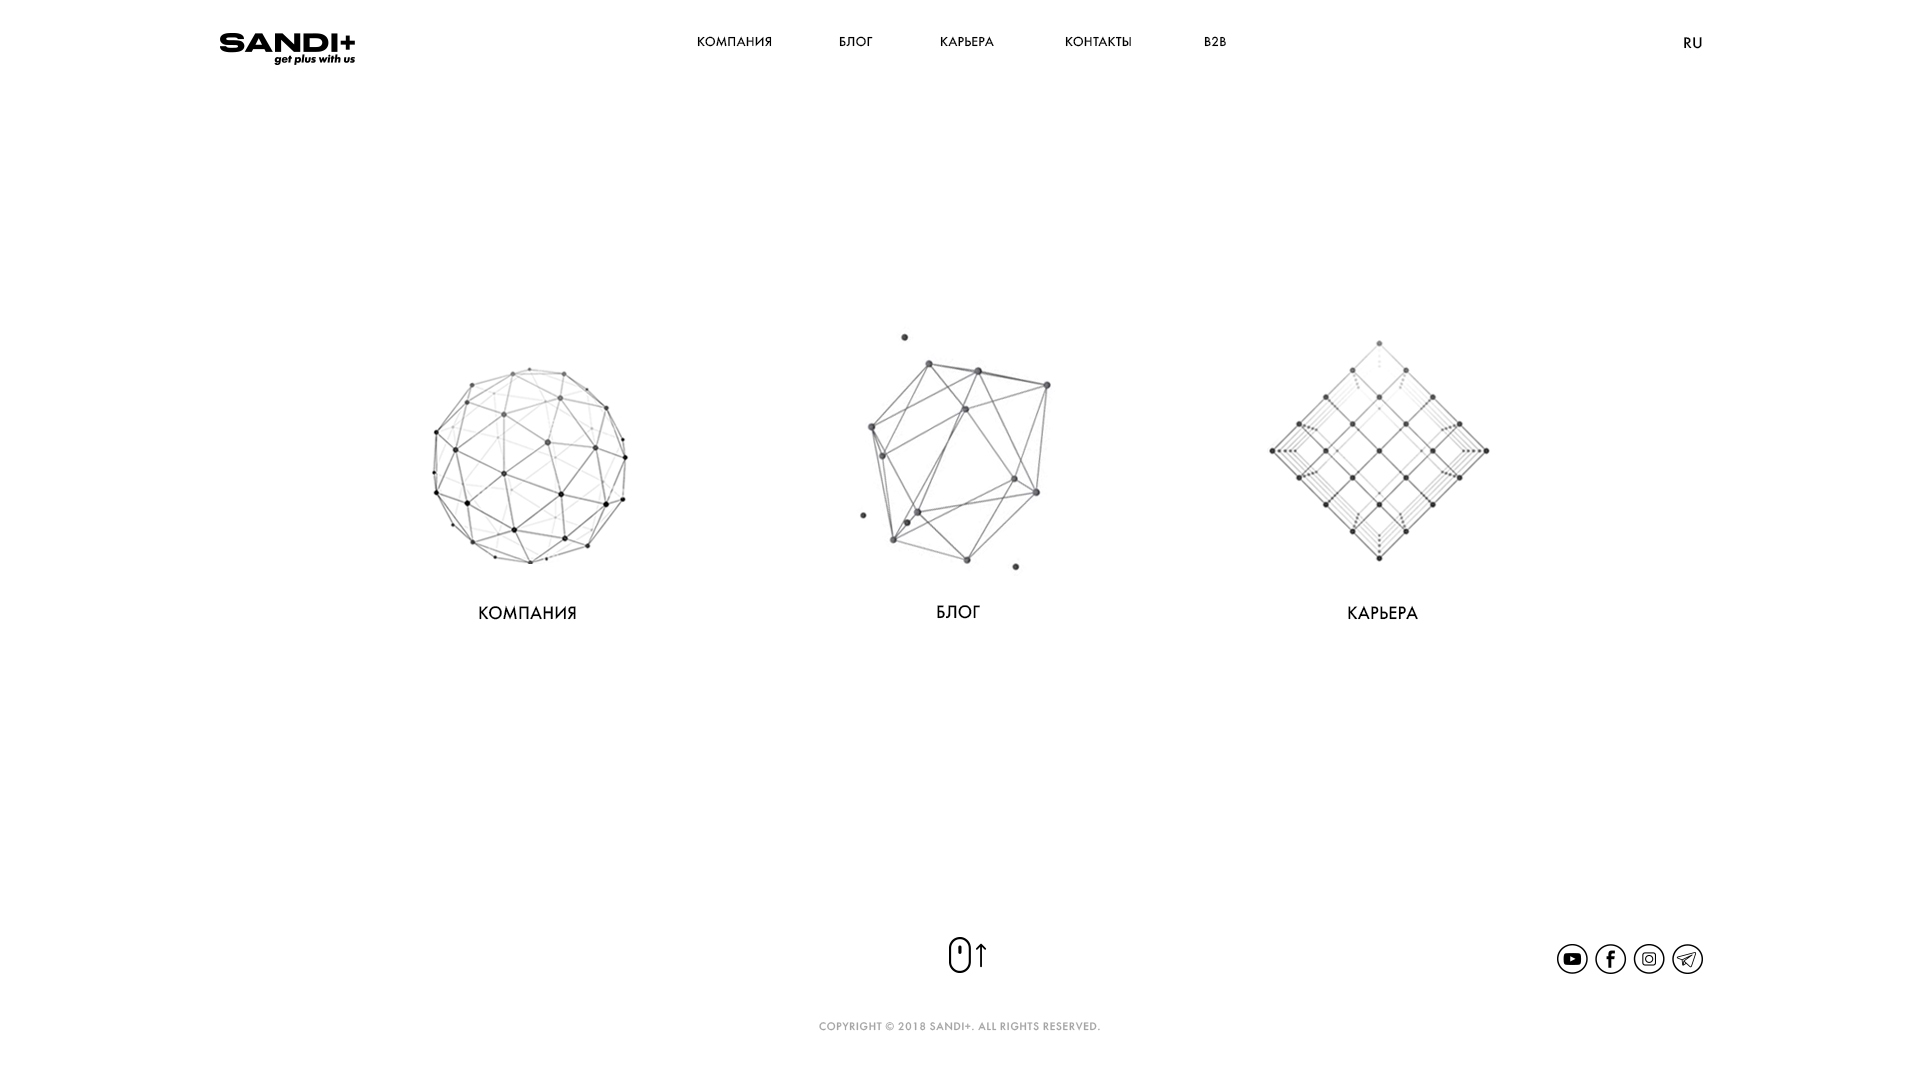 SANDI+
get plus with us
КОМПАНИЯ БЛОГ КАРЬЕРА КОНТАКТЫ B2B
RU
КОМПАНИЯ
БЛОГ
КАРЬЕРА
COPYRIGHT © 2018 SANDI+. ALL RIGHTS RESERVED.